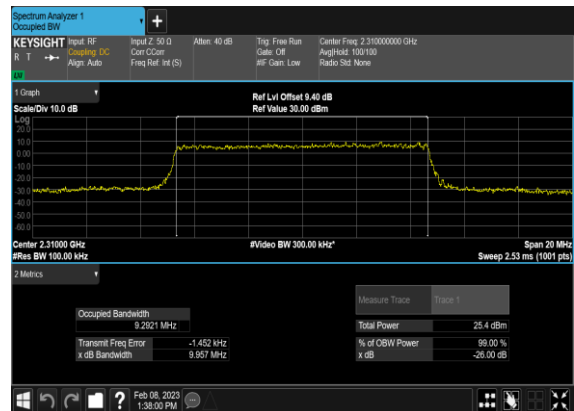 Spectrum Analyzer 1
Occupied BW
KEYSIGHT
R T
LW
Input: RF
Coupling: DC
Align: Auto
Input Z: 50 Ω
Corr CCorr
Freq Ref: Int (S)
Atten: 40 dB
Trig: Free Run
Gate: Off
#IF Gain: Low
Center Freq: 2.310000000 GHz
Avg|Hold: 100/100
Radio Std: None
1 Graph
Scale/Div 10.0 dB
Ref Lvl Offset 9.40 dB
Ref Value 30.00 dBm
Log
20.0
10.0
0.00
-10.0
-20.0
-30.0
-40.0
-50.0
-60.0
Center 2.31000 GHz
#Res BW 100.00 kHz
#Video BW 300.00 kHz*
Span 20 MHz
Sweep 2.53 ms (1001 pts)
2 Metrics
Measure Trace Trace 1
Occupied Bandwidth
9.2921 MHz
Total Power 25.4 dBm
Transmit Freq Error -1.452 kHz
% of OBW Power 99.00 %
x dB Bandwidth 9.957 MHz
x dB -26.00 dB
?
Feb 08, 2023
1:38:00 PM